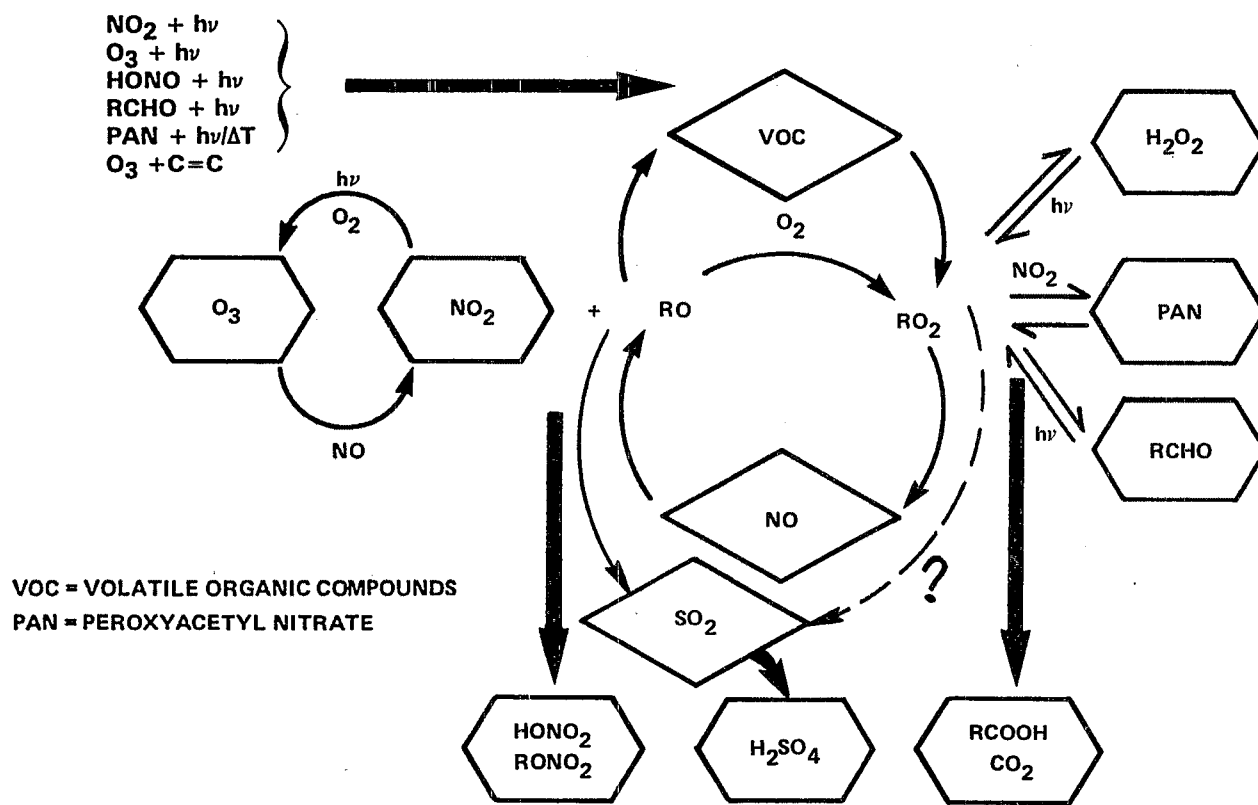 NO2 + hν
O3 + hν
HONO + hν
RCHO + hν
PAN + hν/ΔT
O3 +C=C
VOC
H2O2
hν
hν
O2
O2
NO2
O3
NO2
+
RO
RO2
PAN
NO
hν
RCHO
NO
?
VOC = VOLATILE ORGANIC COMPOUNDS
PAN = PEROXYACETYL NITRATE
SO2
HONO2
RONO2
H2SO4
RCOOH
CO2